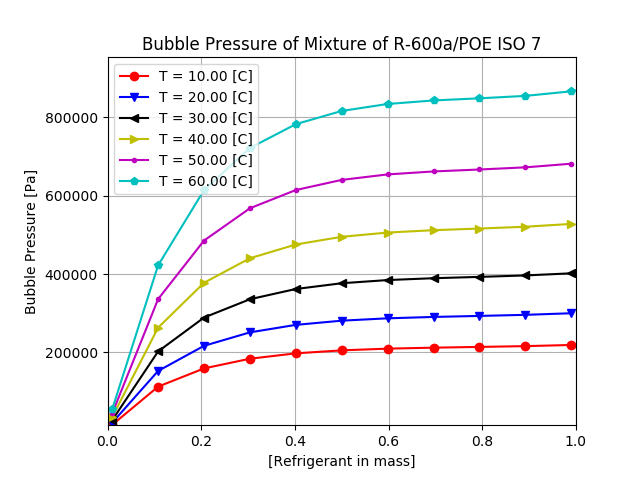 Bubble Pressure of Mixture of R-600a/POE ISO 7
T = 10.00 [C]
T = 20.00 [C]
T = 30.00 [C]
T = 40.00 [C]
T = 50.00 [C]
T = 60.00 [C]
800000
600000
400000
200000
Bubble Pressure [Pa]
0.0 0.2 0.4 0.6 0.8 1.0
[Refrigerant in mass]